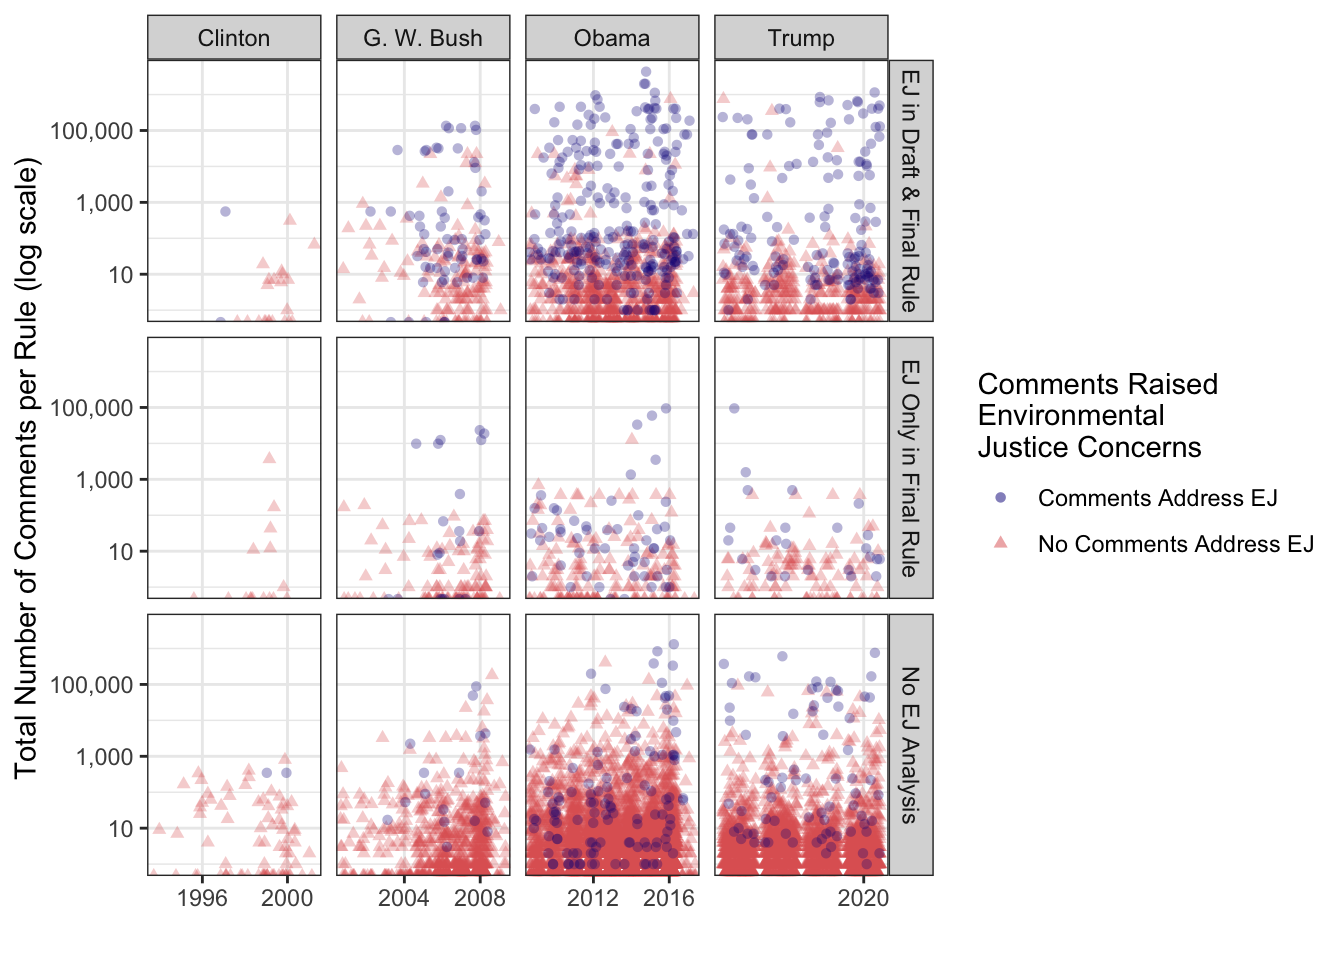 Clinton
G. W. Bush
Obama
Trump
Total Number of Comments per Rule (log scale)
100,000
1,000
10
EJ in Draft & Final Rule
100,000
1,000
10
EJ Only in Final Rule
100,000
1,000
10
No EJ Analysis
1996
2000
2004
2008
2012
2016
2020
Comments Raised
Environmental
Justice Concerns
Comments Address EJ
No Comments Address EJ